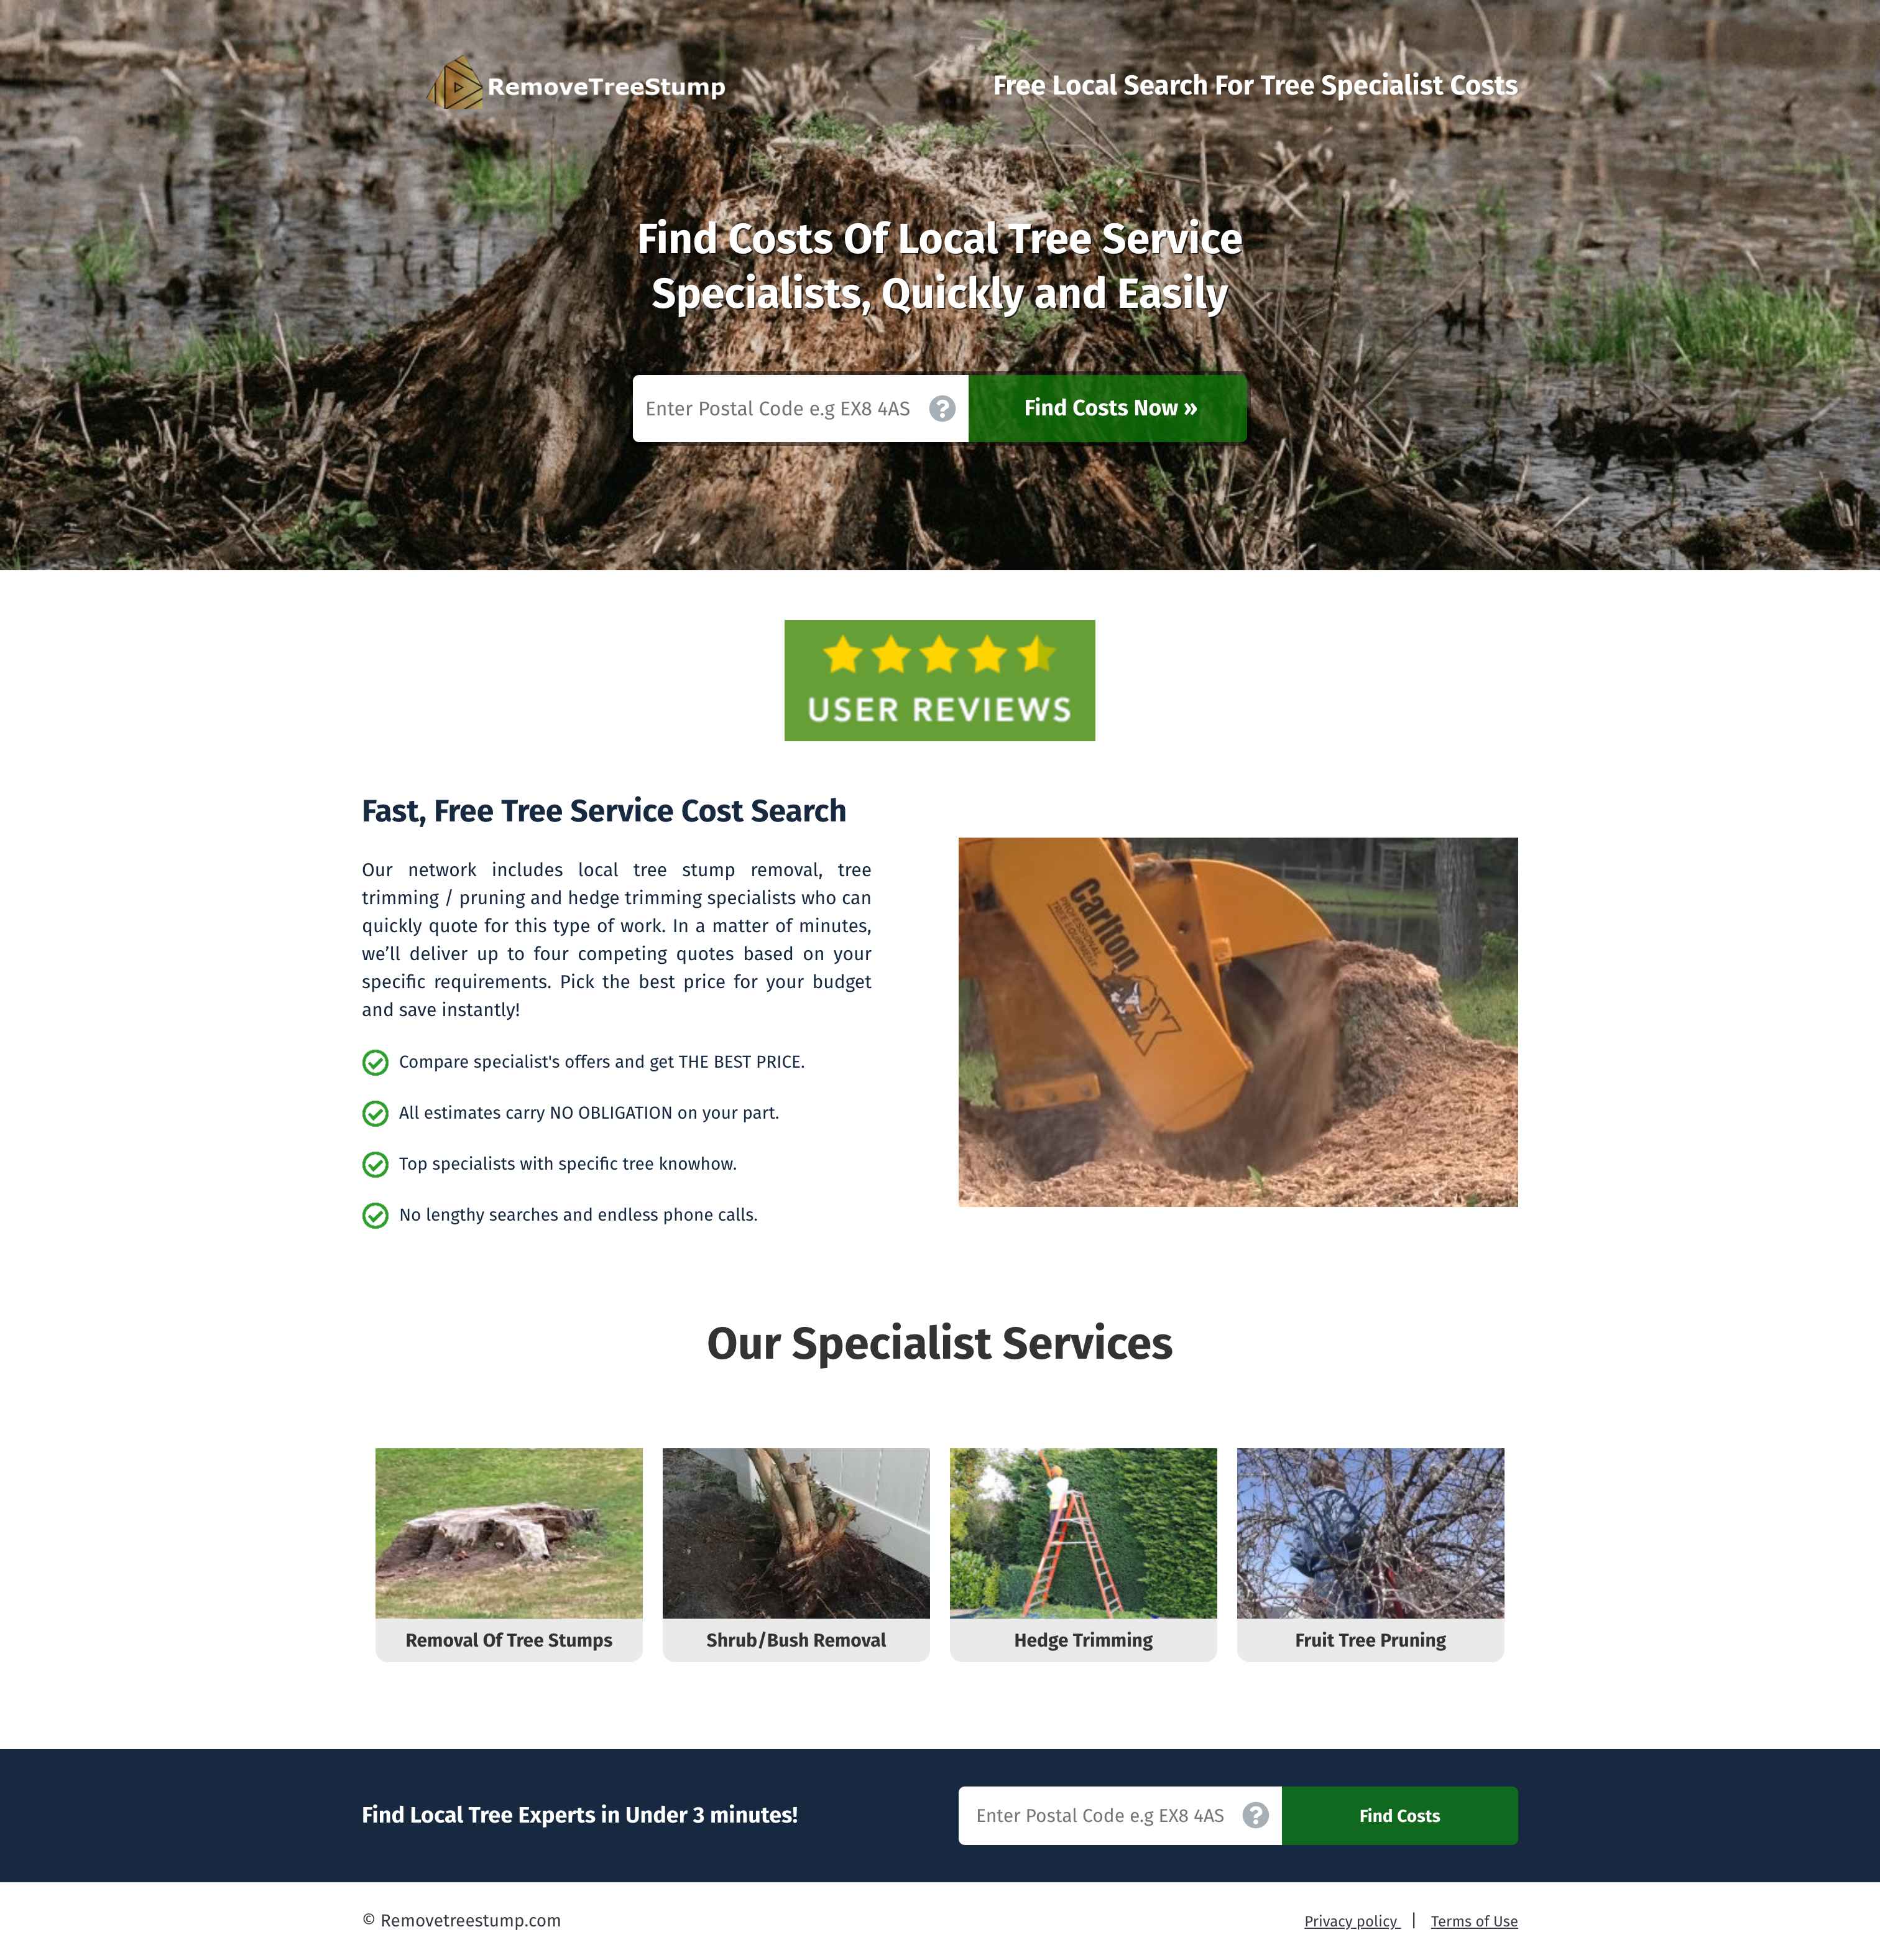 RemoveTreeStump
Free Local Search For Tree Specialist Costs
Find Costs Of Local Tree Service
Specialists, Quickly and Easily
Enter Postal Code e.g EX8 4AS
?
Find Costs Now »
USER REVIEWS
Fast, Free Tree Service Cost Search
Our network includes local tree stump removal, tree
trimming / pruning and hedge trimming specialists who can
quickly quote for this type of work. In a matter of minutes,
we’ll deliver up to four competing quotes based on your
specific requirements. Pick the best price for your budget
and save instantly!
Compare specialist's offers and get THE BEST PRICE.
All estimates carry NO OBLIGATION on your part.
Top specialists with specific tree knowhow.
No lengthy searches and endless phone calls.
Carlton
PROFESSIONAL
TREE EQUIPMENT
OX
Our Specialist Services
Removal Of Tree Stumps
Shrub/Bush Removal
Hedge Trimming
Fruit Tree Pruning
Find Local Tree Experts in Under 3 minutes!
Enter Postal Code e.g EX8 4AS
?
Find Costs
© Removetreestump.com
Privacy policy | Terms of Use